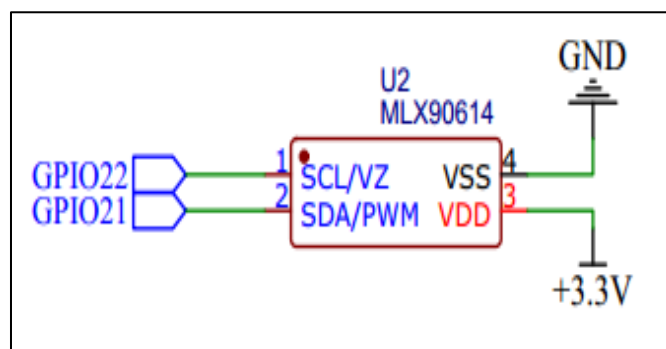 GND
U2
MLX90614
GPIO22 1 SCL/VZ VSS 4
GPIO21 2 SDA/PWM VDD 3
+3.3V